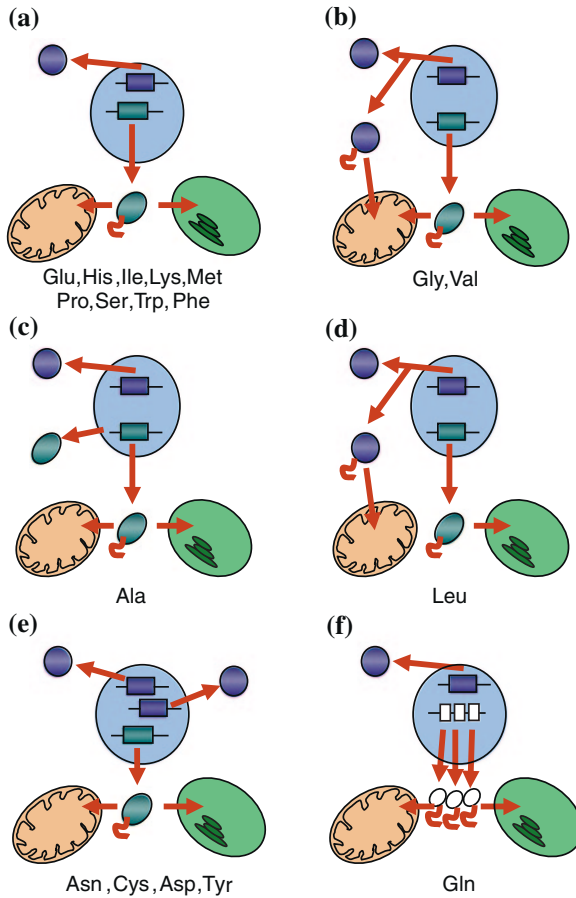 (a)
(b)
Glu,His,Ile,Lys,Met
Pro,Ser,Trp,Phe
Gly,Val
(c)
(d)
Ala
Leu
(e)
(f)
Asn,Cys,Asp,Tyr
Gln